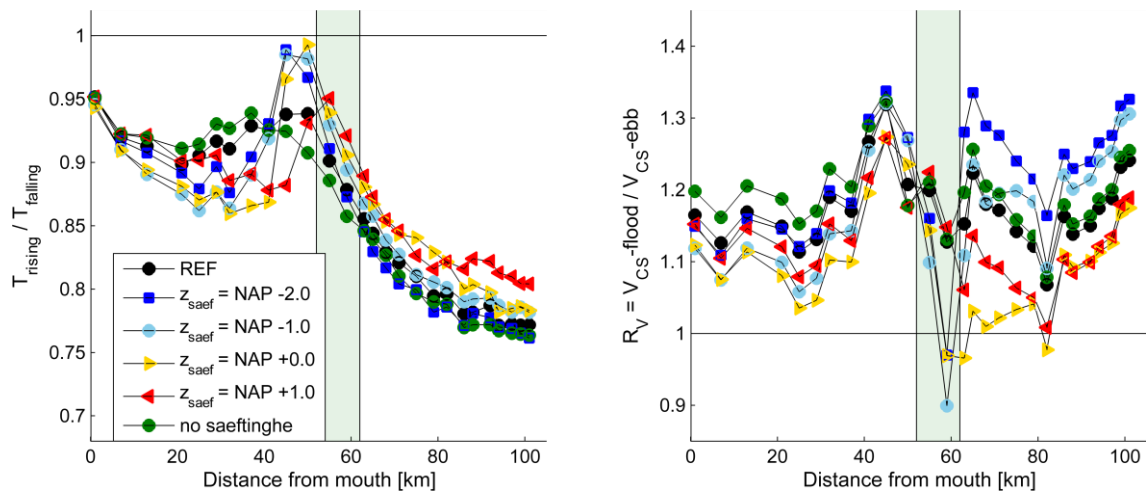 1
0.95
0.9
0.85
0.8
0.75
0.7
T_rising / T_falling
REF
z_saef = NAP -2.0
z_saef = NAP -1.0
z_saef = NAP +0.0
z_saef = NAP +1.0
no saeftinghe
0 20 40 60 80 100
Distance from mouth [km]
1.4
1.3
1.2
1.1
1
0.9
R_V = V_CS-flood / V_CS-ebb
0 20 40 60 80 100
Distance from mouth [km]